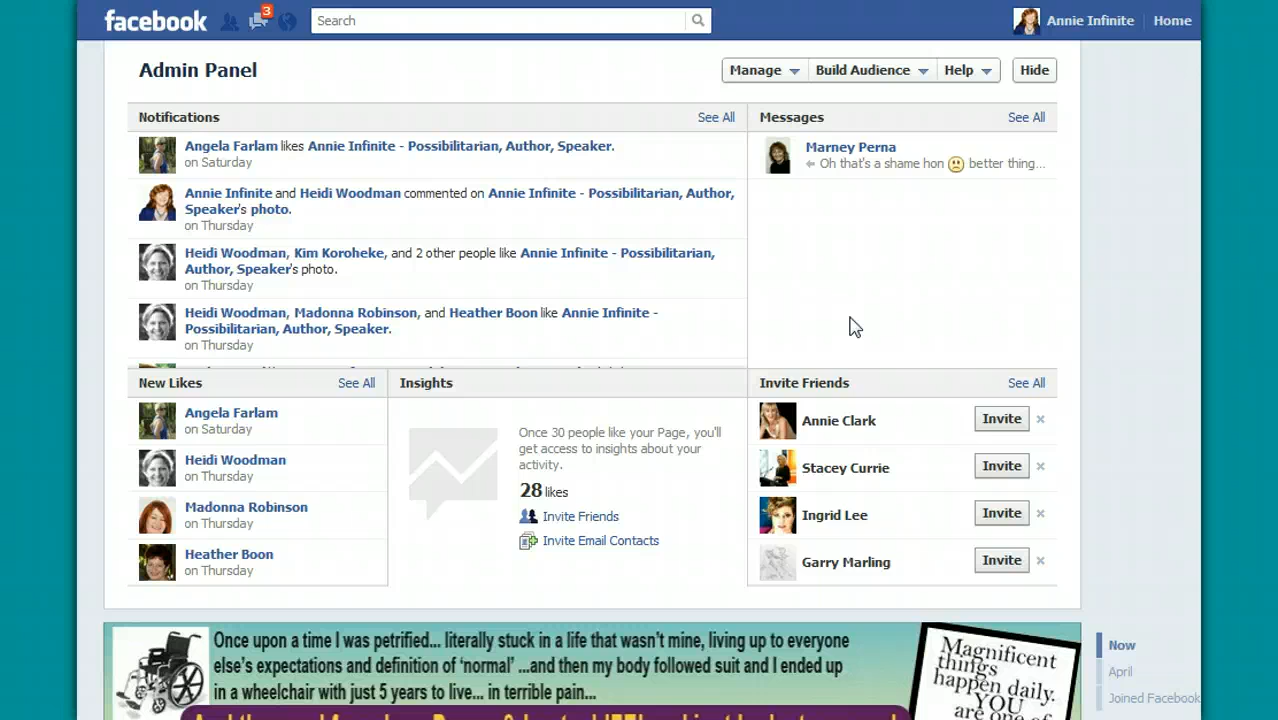 facebook
3
Search
Annie Infinite
Home
Admin Panel
Manage
Build Audience
Help
Hide
Notifications
See All
Angela Farlam likes Annie Infinite - Possibilitarian, Author, Speaker.
on Saturday
Annie Infinite and Heidi Woodman commented on Annie Infinite - Possibilitarian, Author,
Speaker's photo.
on Thursday
Heidi Woodman, Kim Koroheke, and 2 other people like Annie Infinite - Possibilitarian,
Author, Speaker's photo.
on Thursday
Heidi Woodman, Madonna Robinson, and Heather Boon like Annie Infinite -
Possibilitarian, Author, Speaker.
on Thursday
Messages
See All
Marney Perna
Oh that's a shame hon better thing...
New Likes
See All
Angela Farlam
on Saturday
Heidi Woodman
on Thursday
Madonna Robinson
on Thursday
Heather Boon
on Thursday
Insights
Once 30 people like your Page, you'll
get access to insights about your
activity.
28 likes
Invite Friends
Invite Email Contacts
Invite Friends
See All
Annie Clark
Invite
Stacey Currie
Invite
Ingrid Lee
Invite
Garry Marling
Invite
Once upon a time I was petrified... literally stuck in a life that wasn't mine, living up to everyone
else's expectations and definition of 'normal' ...and then my body followed suit and I ended up
in a wheelchair with just 5 years to live... in terrible pain...
Magnificent
things
happen daily.
YOU
are one of
Now
April
Joined Facebook